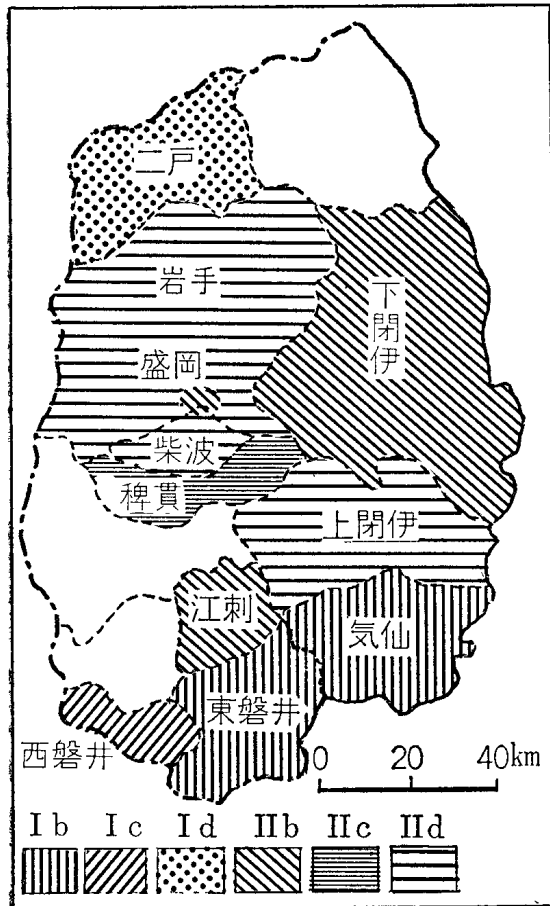 二戸
岩手
下閉伊
盛岡
柴波
稗貫
上閉伊
江刺
気仙
東磐井
西磐井
0 20 40km
Ib Ic Id IIb IIc IId